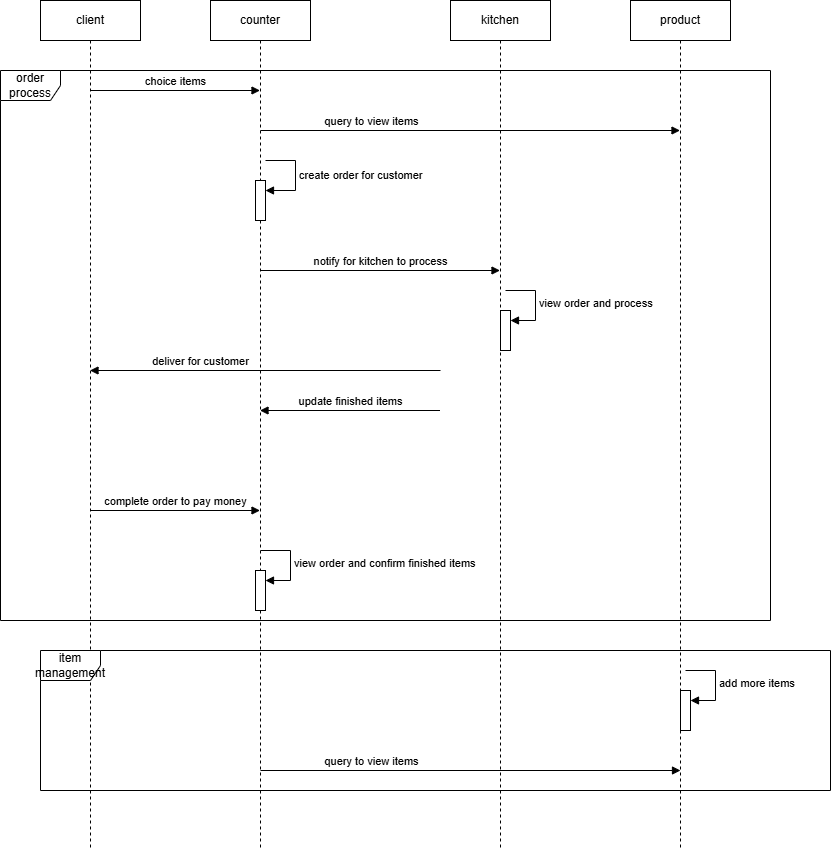 client
counter
kitchen
product
order
process
choice items
query to view items
create order for customer
notify for kitchen to process
view order and process
deliver for customer
update finished items
complete order to pay money
view order and confirm finished items
item
management
add more items
query to view items